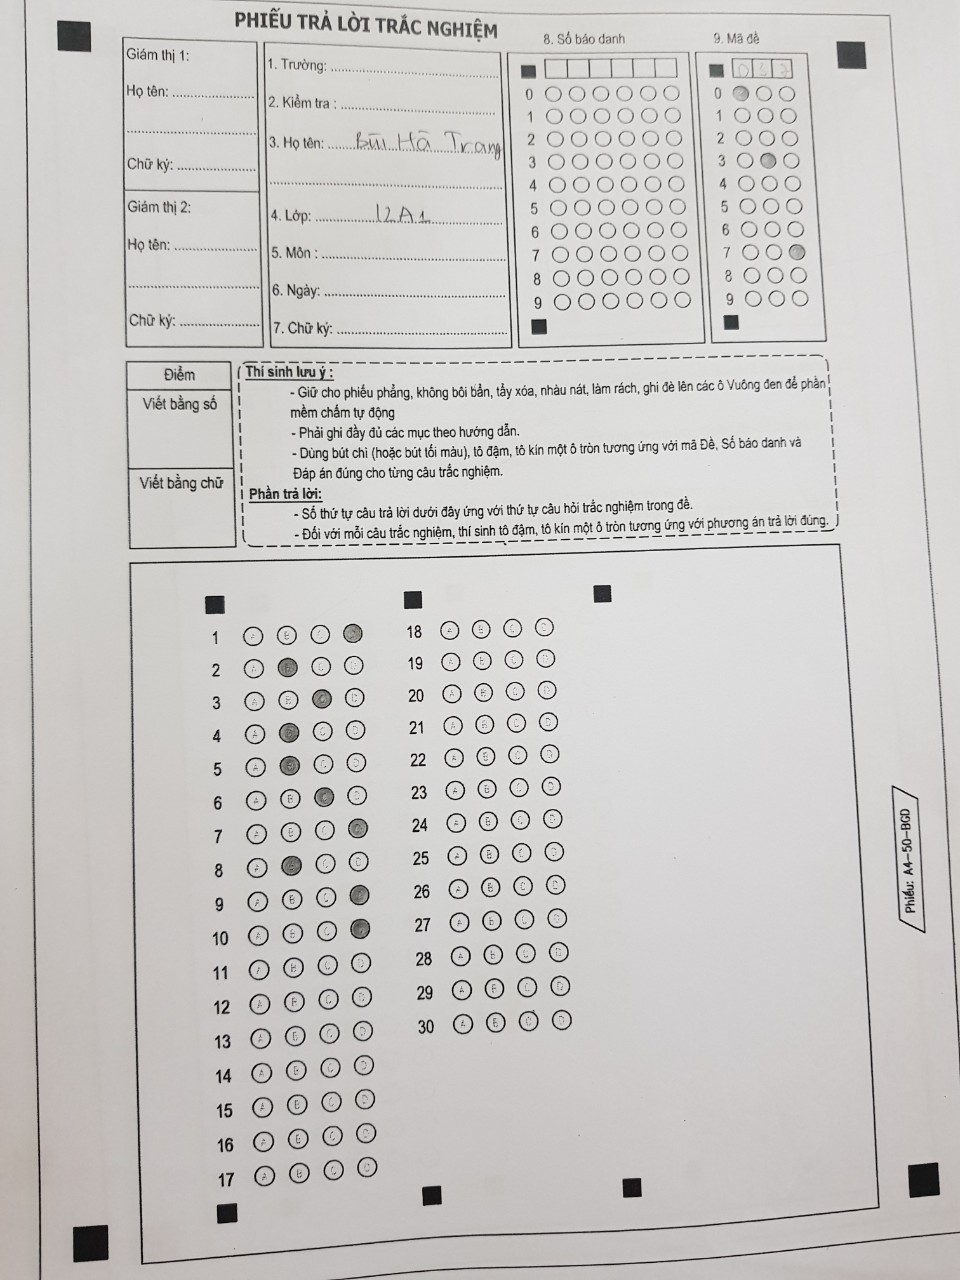 PHIẾU TRẢ LỜI TRẮC NGHIỆM
Giám thị 1:
Họ tên:
Chữ ký:
Giám thị 2:
Họ tên:
Chữ ký:
1. Trường:
2. Kiểm tra :
3. Họ tên: Bùi Hà Trang
4. Lớp: 12A1
5. Môn :
6. Ngày:
7. Chữ ký:
8. Số báo danh
0
1
2
3
4
5
6
7
8
9
9. Mã đề
0 3 7
0
1
2
3
4
5
6
7
8
9
Điểm
Viết bằng số
Viết bằng chữ
Thí sinh lưu ý :
- Giữ cho phiếu phẳng, không bôi bẩn, tẩy xóa, nhàu nát, làm rách, ghi đè lên các ô Vuông đen để phần
mềm chấm tự động
- Phải ghi đầy đủ các mục theo hướng dẫn.
- Dùng bút chì (hoặc bút tối màu), tô đậm, tô kín một ô tròn tương ứng với mã Đề, Số báo danh và
Đáp án đúng cho từng câu trắc nghiệm.
Phần trả lời:
- Số thứ tự câu trả lời dưới đây ứng với thứ tự câu hỏi trắc nghiệm trong đề.
- Đối với mỗi câu trắc nghiệm, thí sinh tô đậm, tô kín một ô tròn tương ứng với phương án trả lời đúng.
1 A B C
2 A C D
3 A B D
4 A C D
5 A C D
6 A B D
7 A B C
8 A C D
9 A B C
10 A B C
11 A B C D
12 A B C D
13 A B C D
14 A B C D
15 A B C D
16 A B C D
17 A B C D
18 A B C D
19 A B C D
20 A B C D
21 A B C D
22 A B C D
23 A B C D
24 A B C D
25 A B C D
26 A B C D
27 A B C D
28 A B C D
29 A B C D
30 A B C D
Phiếu: A4-50-BGD